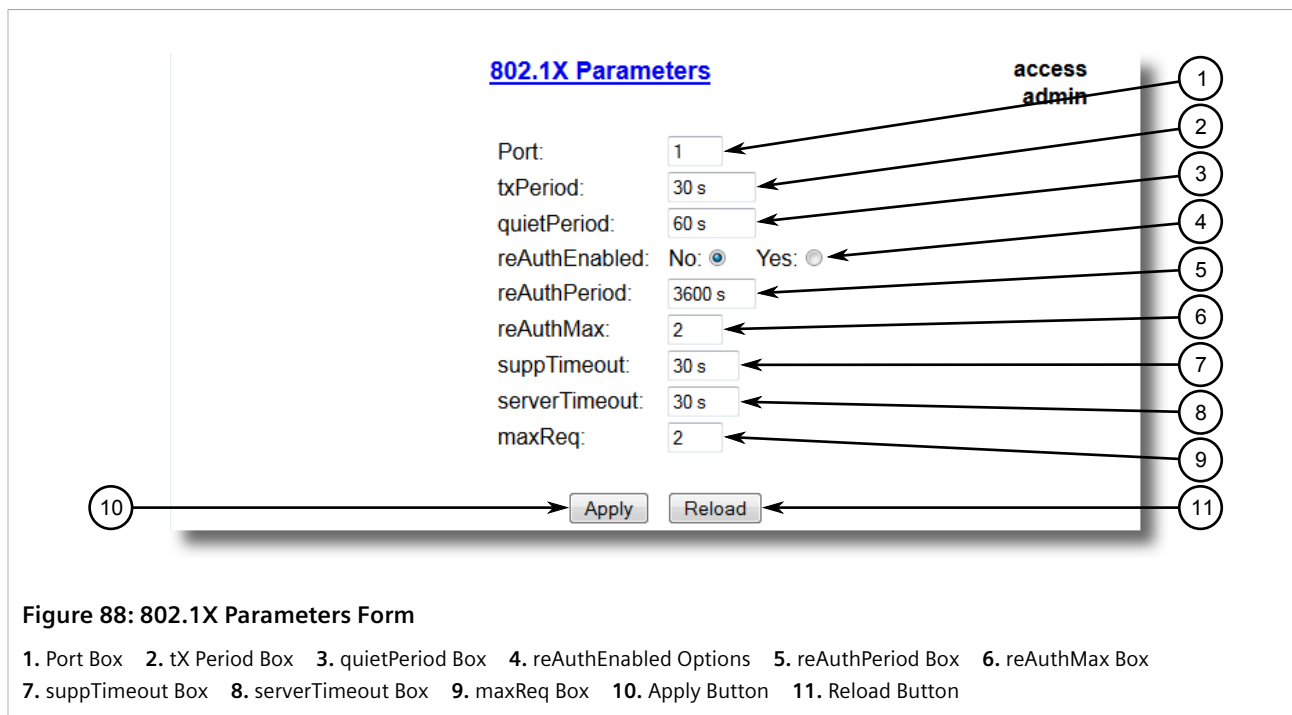 802.1X Parameters
access
admin
Port: 1
txPeriod: 30 s
quietPeriod: 60 s
reAuthEnabled: No: Yes:
reAuthPeriod: 3600 s
reAuthMax: 2
suppTimeout: 30 s
serverTimeout: 30 s
maxReq: 2
Apply Reload
1
2
3
4
5
6
7
8
9
10
11
Figure 88: 802.1X Parameters Form
1. Port Box 2. tX Period Box 3. quietPeriod Box 4. reAuthEnabled Options 5. reAuthPeriod Box 6. reAuthMax Box
7. suppTimeout Box 8. serverTimeout Box 9. maxReq Box 10. Apply Button 11. Reload Button